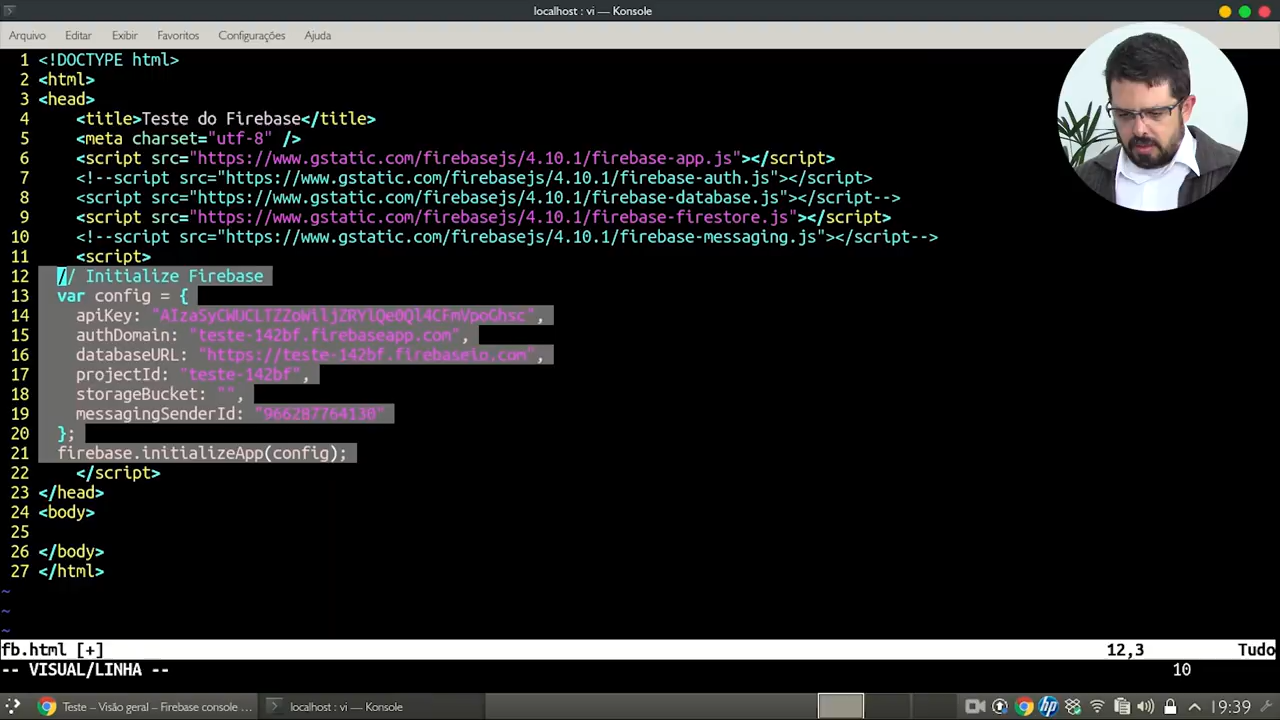 localhost : vi — Konsole
Arquivo Editar Exibir Favoritos Configurações Ajuda
1 <!DOCTYPE html>
2 <html>
3 <head>
4 <title>Teste do Firebase</title>
5 <meta charset="utf-8" />
6 <script src="https://www.gstatic.com/firebasejs/4.10.1/firebase-app.js"></script>
7 <!--script src="https://www.gstatic.com/firebasejs/4.10.1/firebase-auth.js"></script>
8 <script src="https://www.gstatic.com/firebasejs/4.10.1/firebase-database.js"></script-->
9 <script src="https://www.gstatic.com/firebasejs/4.10.1/firebase-firestore.js"></script>
10 <!--script src="https://www.gstatic.com/firebasejs/4.10.1/firebase-messaging.js"></script-->
11 <script>
12 // Initialize Firebase
13 var config = {
14 apiKey:
15 authDomain: "teste-142bf.firebaseapp.com",
16 databaseURL: "https://teste-142bf.firebaseio.com",
17 projectId: "teste-142bf",
18 storageBucket: "",
19 messagingSenderId: "966287764130"
20 };
21 firebase.initializeApp(config);
22 </script>
23 </head>
24 <body>
25
26 </body>
27 </html>
~
~
~
fb.html [+] 12,3 Tudo
-- VISUAL/LINHA -- 10
Teste – Visão geral – Firebase console ... localhost : vi — Konsole 19:39